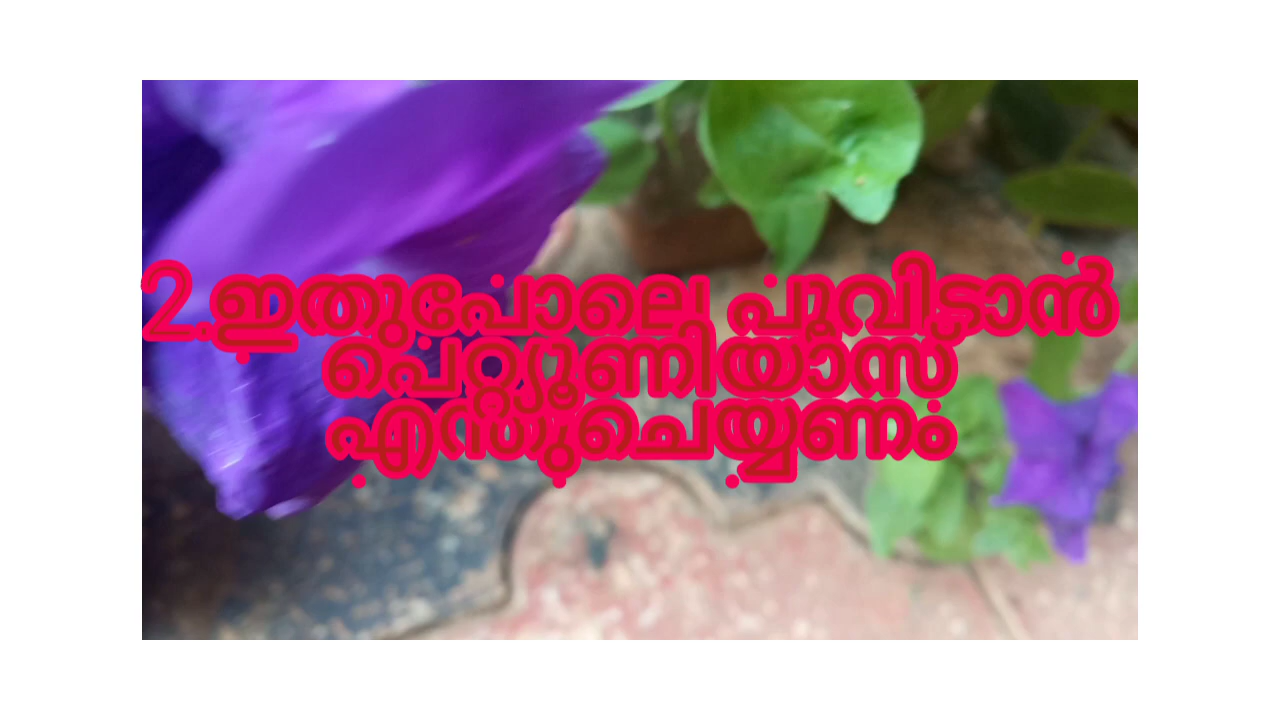 2.ഇതുപോലെ പൂവിടാൻ
പെറ്റ്യൂണിയാസ്
എന്തുചെയ്യണം